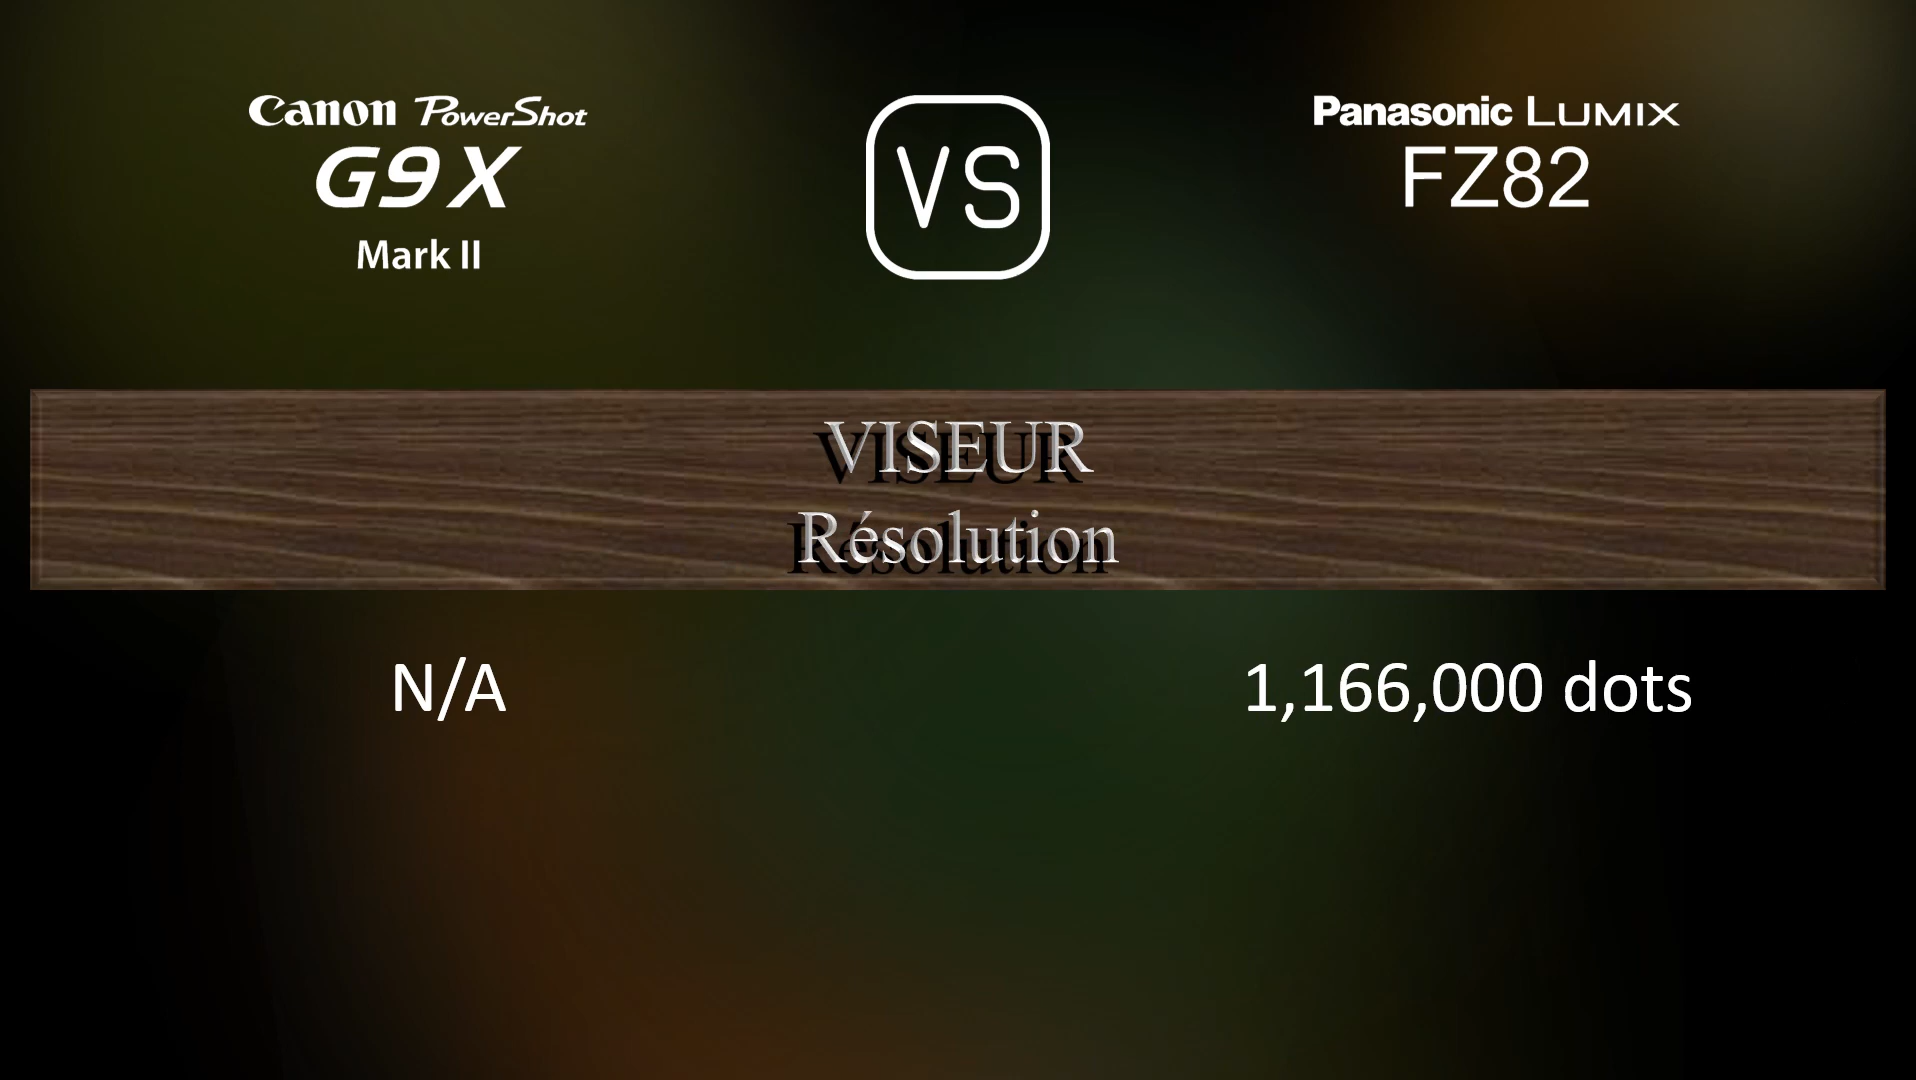 Canon PowerShot
G9 X
Mark II
VS
Panasonic LUMIX
FZ82
VISEUR
Résolution
N/A
1,166,000 dots